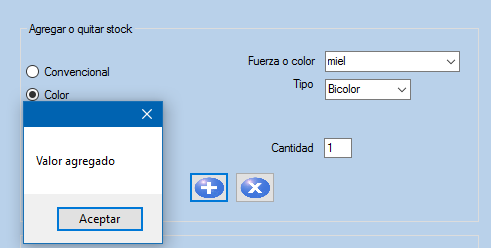 Agregar o quitar stock
Convencional
Color
Fuerza o color miel
Tipo Bicolor
Cantidad 1
Valor agregado
Aceptar